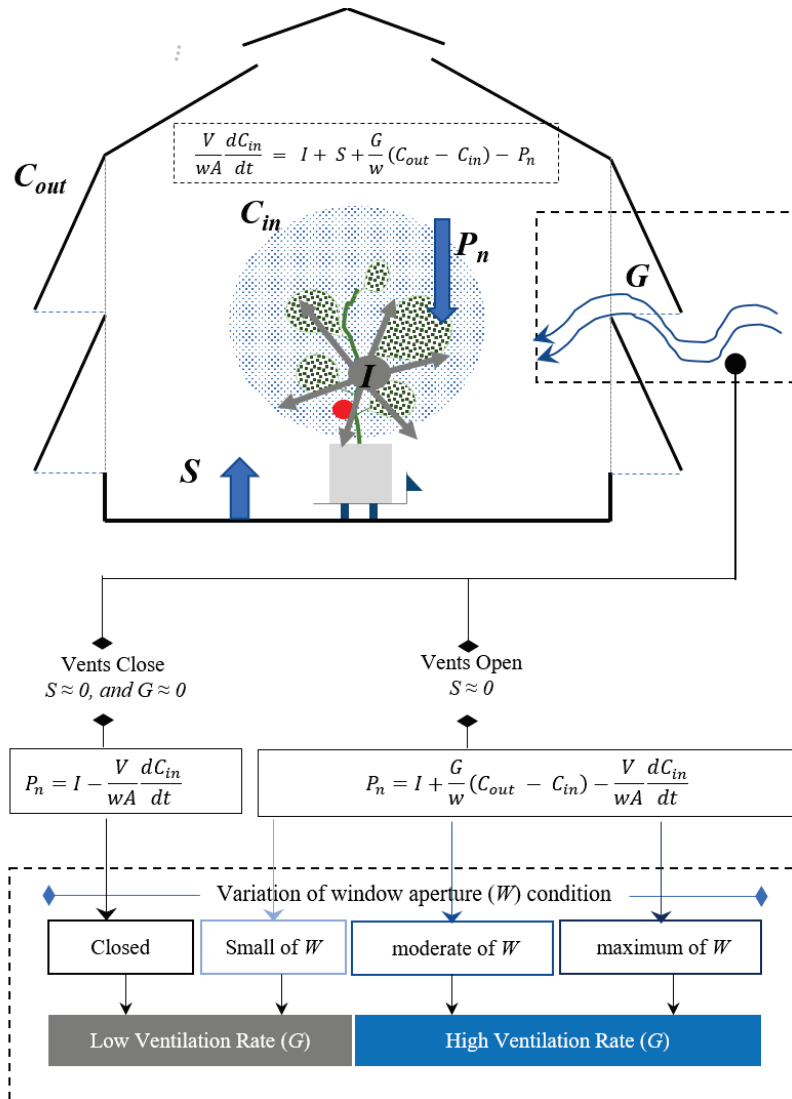 C_out
V/wA dC_in/dt = I + S + G/w (C_out − C_in) − P_n
C_in
P_n
G
I
S
Vents Close
S ≈ 0, and G ≈ 0
Vents Open
S ≈ 0
P_n = I − V/wA dC_in/dt
P_n = I + G/w (C_out − C_in) − V/wA dC_in/dt
Variation of window aperture (W) condition
Closed
Small of W
moderate of W
maximum of W
Low Ventilation Rate (G)
High Ventilation Rate (G)